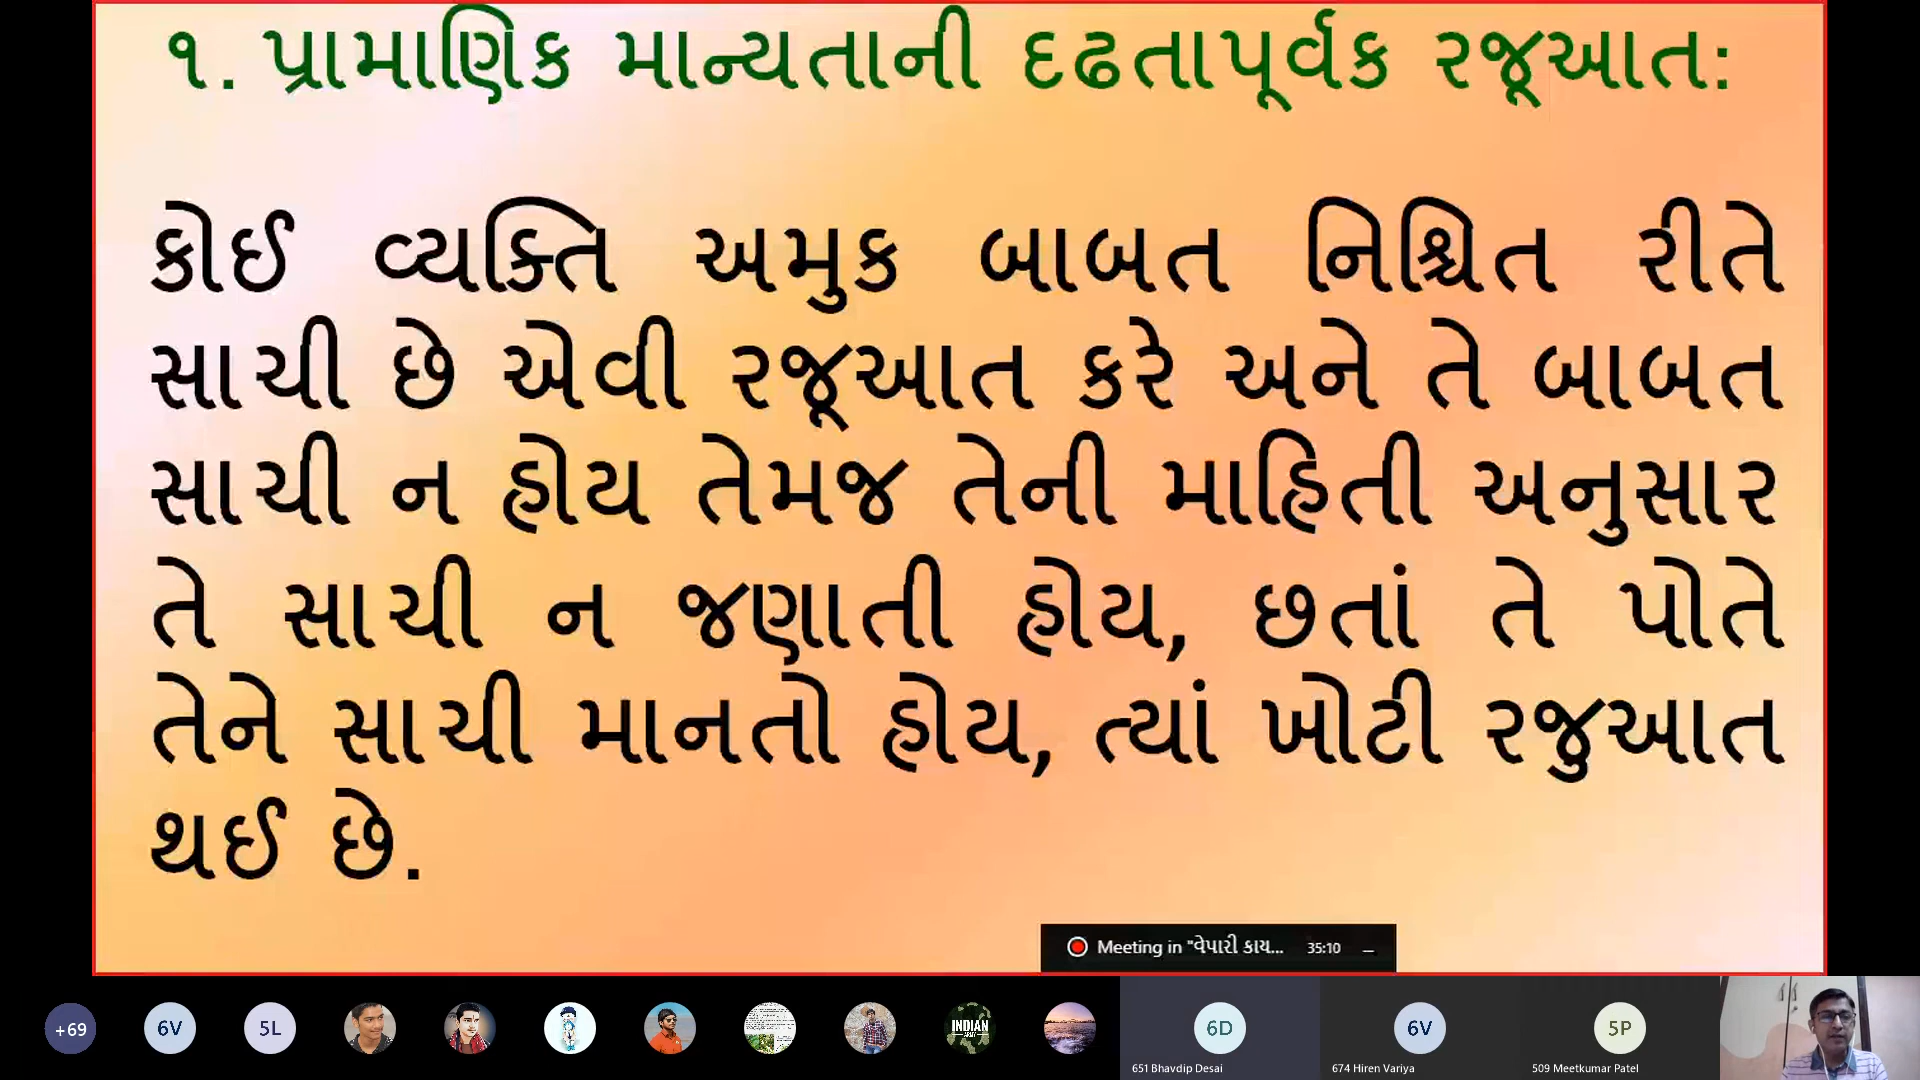 ૧. પ્રામાણિક માન્યતાની દઢતાપૂર્વક રજૂઆત:
કોઈ વ્યક્તિ અમુક બાબત નિશ્ચિત રીતે
સાચી છે એવી રજૂઆત કરે અને તે બાબત
સાચી ન હોય તેમજ તેની માહિતી અનુસાર
તે સાચી ન જણાતી હોય, છતાં તે પોતે
તેને સાચી માનતો હોય, ત્યાં ખોટી રજુઆત
થઈ છે.
Meeting in "વેપારી કાય... 35:10
+69 6V 5L INDIAN ARMY 6D 6V 5P
651 Bhavdip Desai 674 Hiren Variya 509 Meetkumar Patel